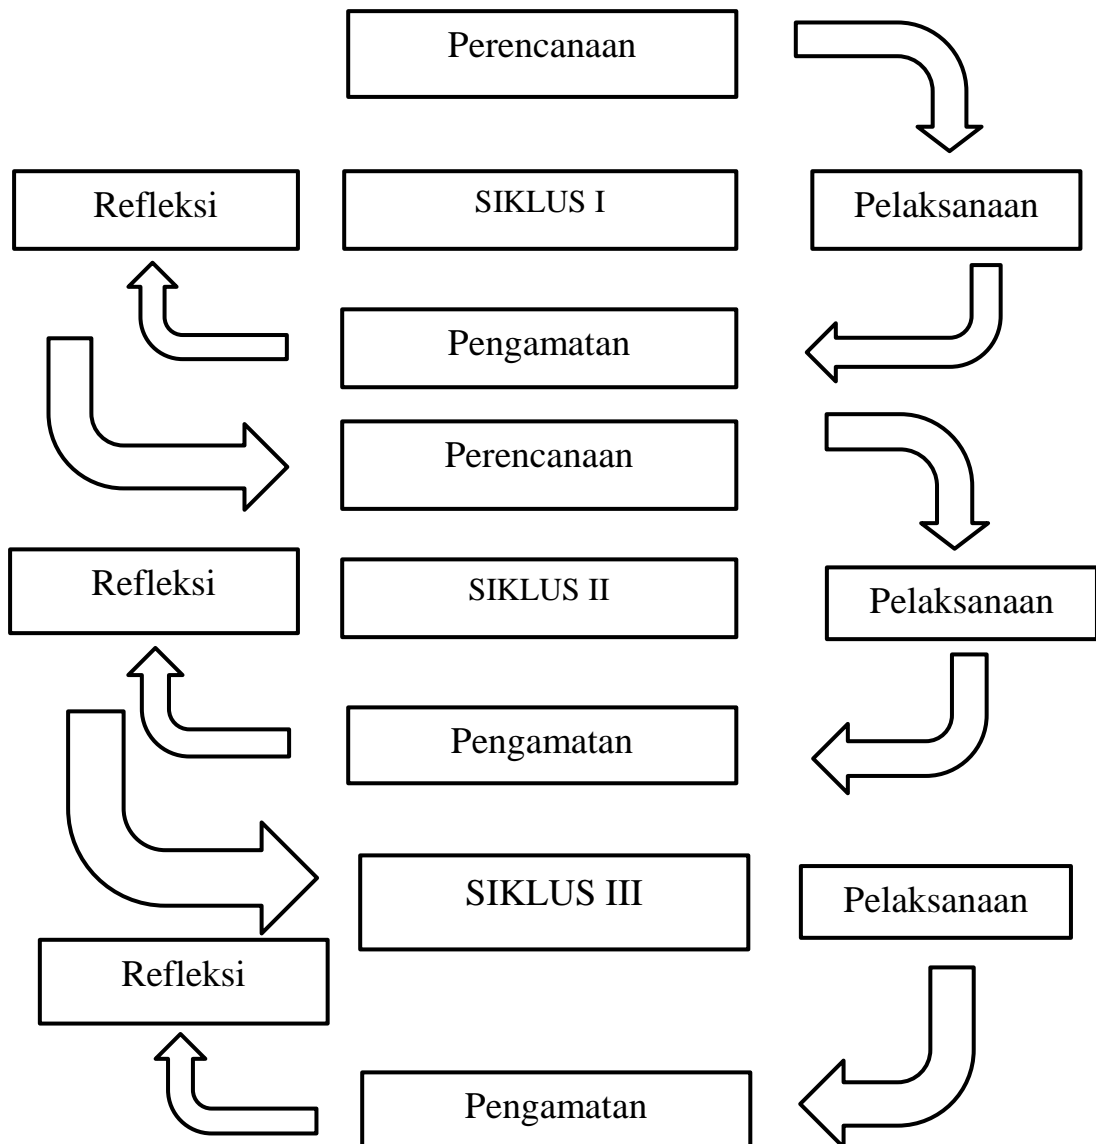 Perencanaan
Refleksi
SIKLUS I
Pelaksanaan
Pengamatan
Perencanaan
Refleksi
SIKLUS II
Pelaksanaan
Pengamatan
SIKLUS III
Pelaksanaan
Refleksi
Pengamatan